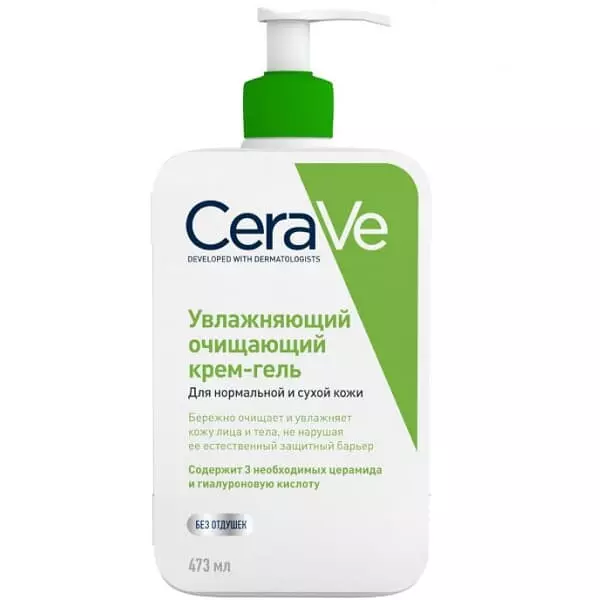 CeraVe
DEVELOPED WITH DERMATOLOGISTS
Увлажняющий
очищающий
крем-гель
Для нормальной и сухой кожи
Бережно очищает и увлажняет
кожу лица и тела, не нарушая
ее естественный защитный барьер
Содержит 3 необходимых церамида
и гиалуроновую кислоту
БЕЗ ОТДУШЕК
473 мл